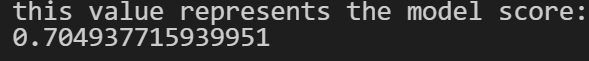 this value represents the model score:
0.704937715939951